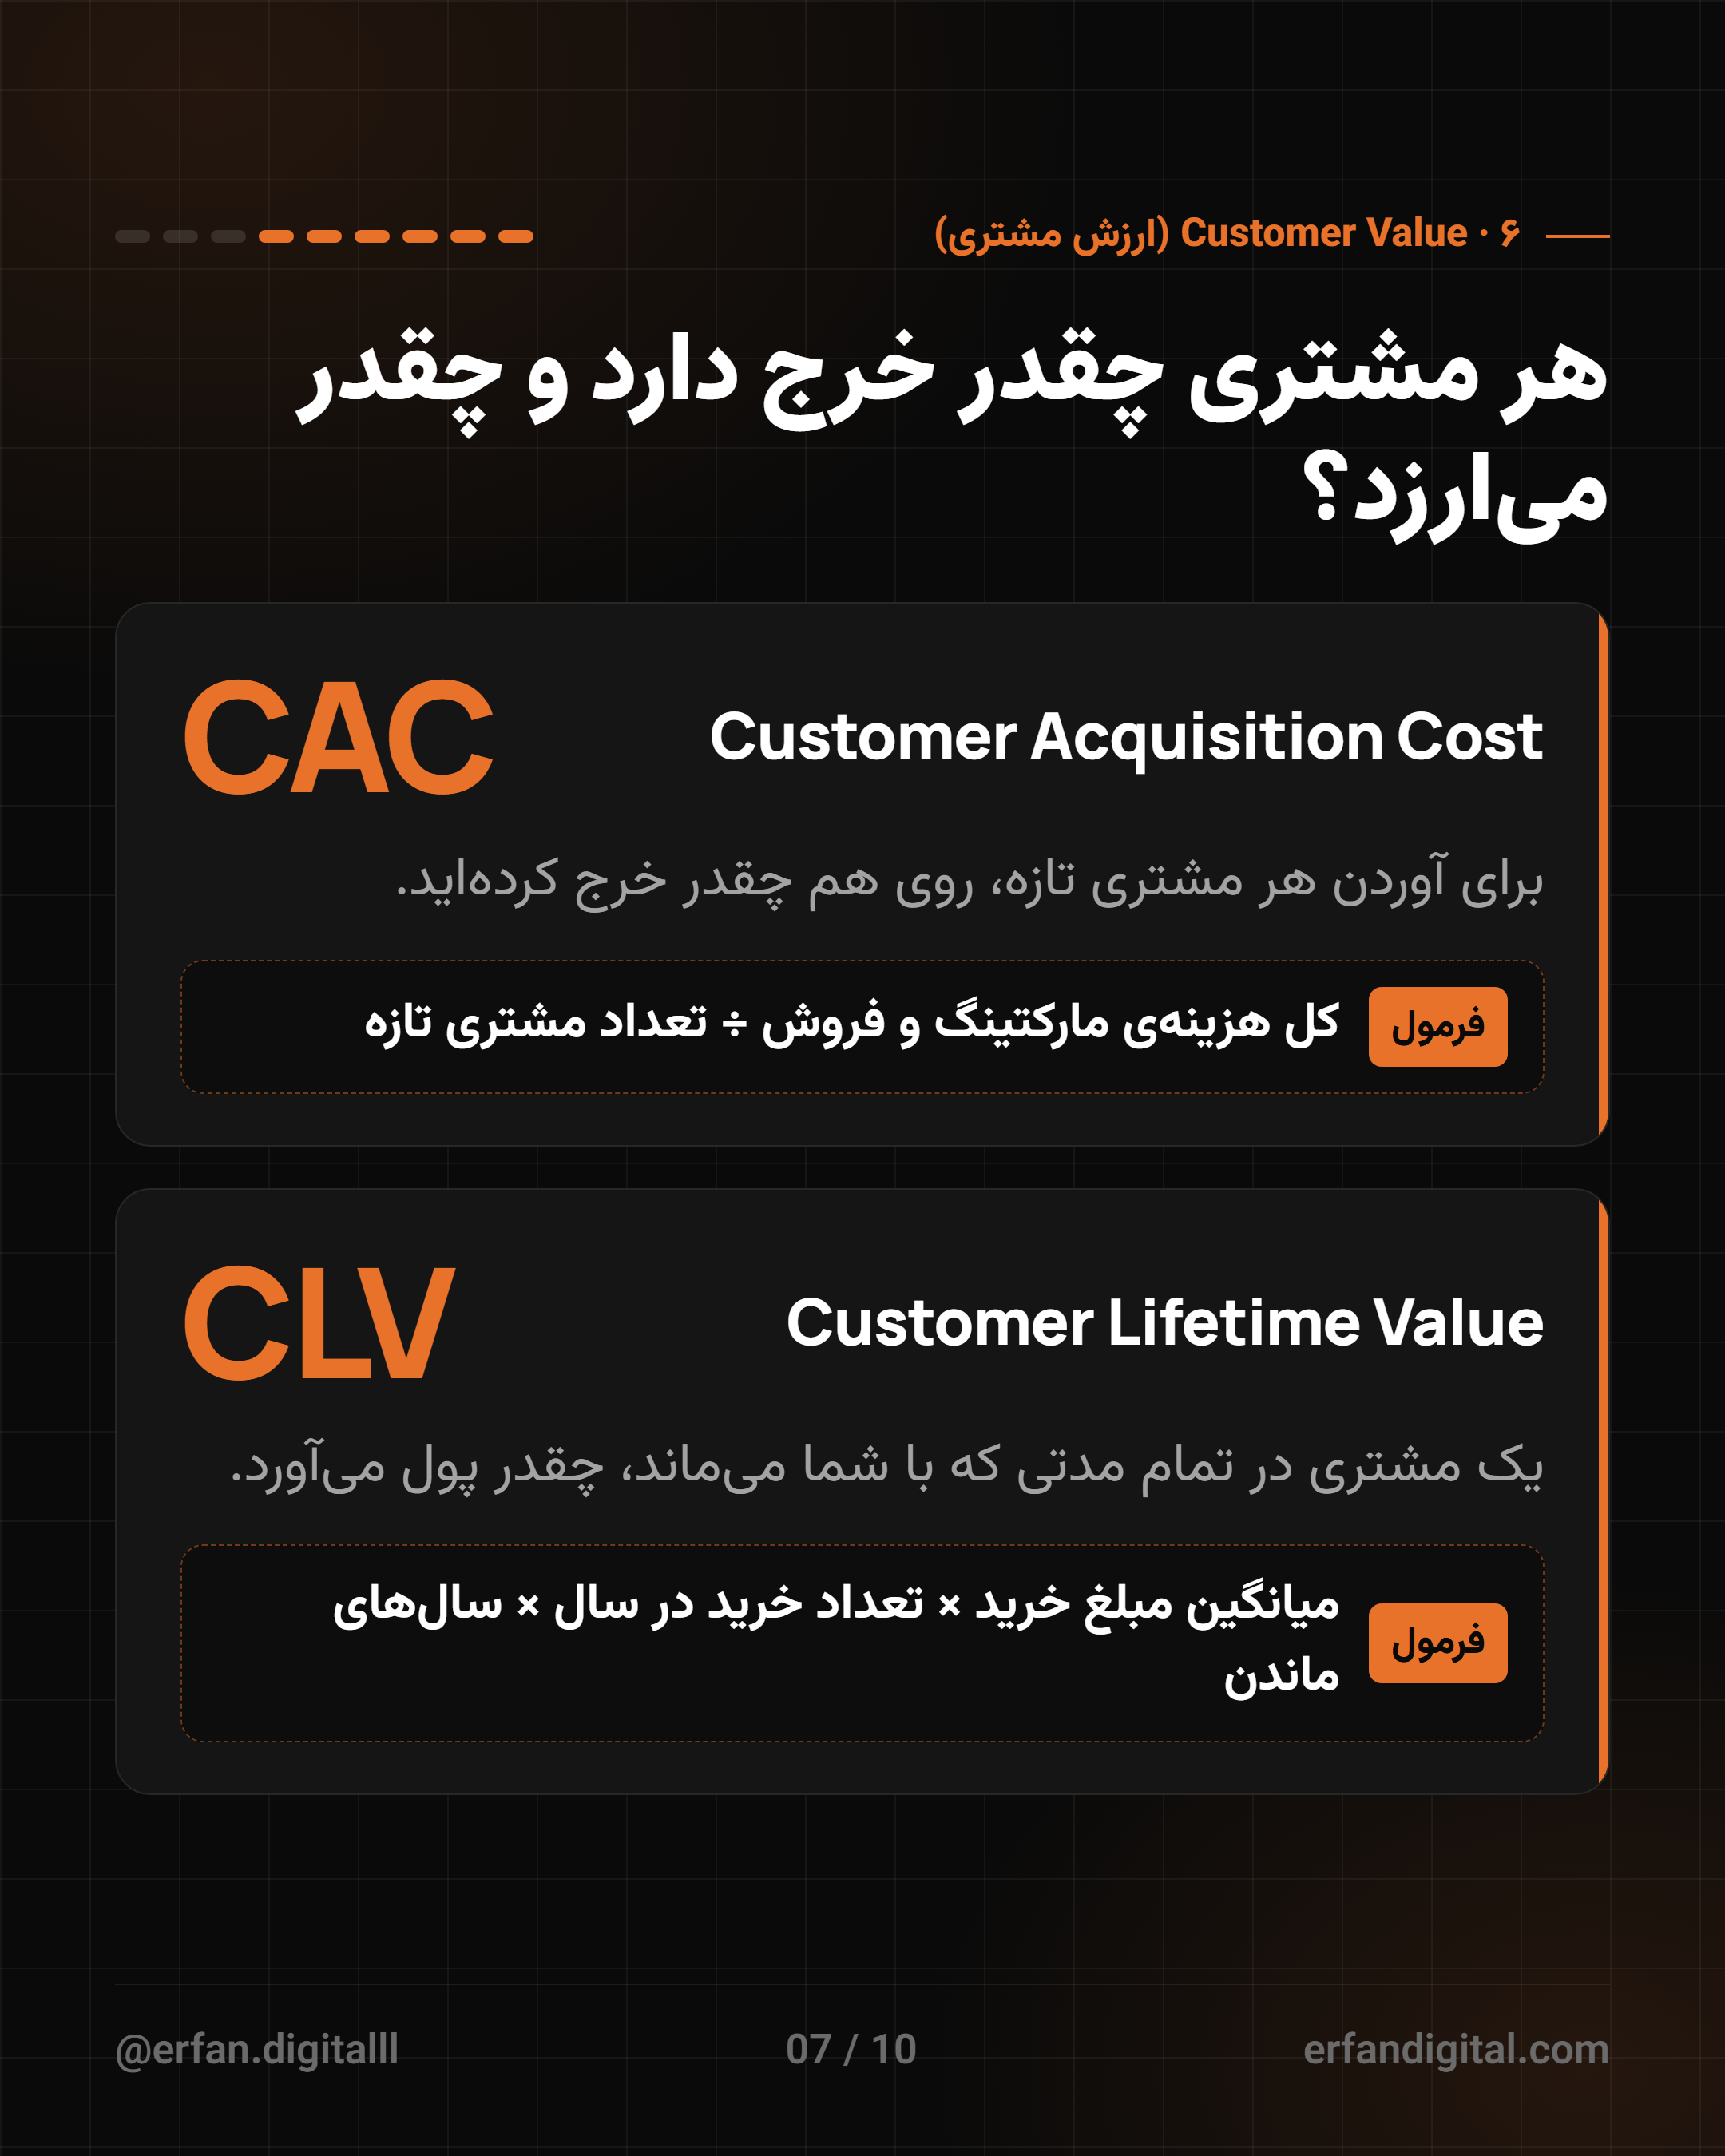 ۶ · Customer Value (ارزش مشتری)
هر مشتری چقدر خرج دارد و چقدر
می‌ارزد؟
Customer Acquisition Cost
CAC
برای آوردن هر مشتری تازه، روی هم چقدر خرج کرده‌اید.
فرمول
کل هزینه‌ی مارکتینگ و فروش ÷ تعداد مشتری تازه
Customer Lifetime Value
CLV
یک مشتری در تمام مدتی که با شما می‌ماند، چقدر پول می‌آورد.
فرمول
میانگین مبلغ خرید × تعداد خرید در سال × سال‌های
ماندن
erfandigital.com
07 / 10
@erfan.digitalll